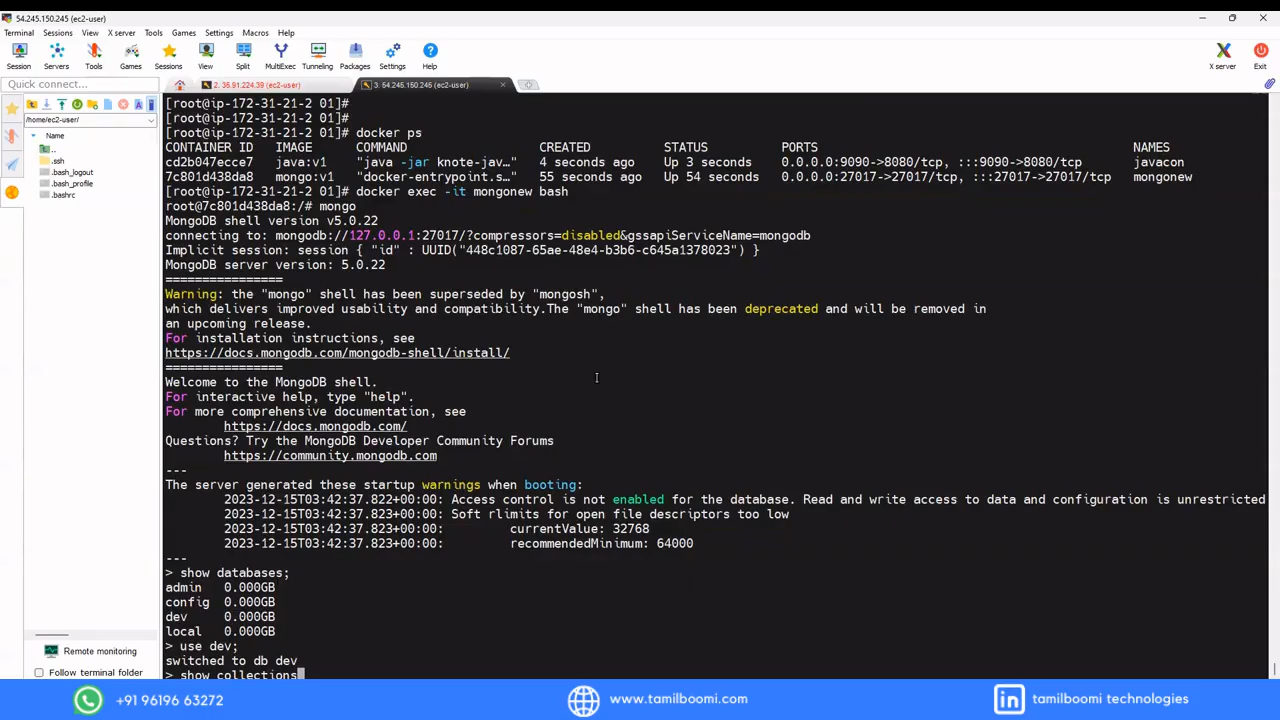 54.245.150.245 (ec2-user)
Terminal Sessions View X server Tools Games Settings Macros Help
Session Servers Tools Games Sessions View Split MultiExec Tunneling Packages Settings Help X server Exit
Quick connect...
2. 35.91.224.39 (ec2-user)
3. 54.245.150.245 (ec2-user)
/home/ec2-user/
Name
..
.ssh
.bash_logout
.bash_profile
.bashrc
[root@ip-172-31-21-2 01]#
[root@ip-172-31-21-2 01]#
[root@ip-172-31-21-2 01]# docker ps
CONTAINER ID IMAGE COMMAND CREATED STATUS PORTS NAMES
cd2b047ecce7 java:v1 "java -jar knote-jav…" 4 seconds ago Up 3 seconds 0.0.0.0:9090->8080/tcp, :::9090->8080/tcp javacon
7c801d438da8 mongo:v1 "docker-entrypoint.s…" 55 seconds ago Up 54 seconds 0.0.0.0:27017->27017/tcp, :::27017->27017/tcp mongonew
[root@ip-172-31-21-2 01]# docker exec -it mongonew bash
root@7c801d438da8:/# mongo
MongoDB shell version v5.0.22
connecting to: mongodb://127.0.0.1:27017/?compressors=disabled&gssapiServiceName=mongodb
Implicit session: session { "id" : UUID("448c1087-65ae-48e4-b3b6-c645a1378023") }
MongoDB server version: 5.0.22
================
Warning: the "mongo" shell has been superseded by "mongosh",
which delivers improved usability and compatibility.The "mongo" shell has been deprecated and will be removed in
an upcoming release.
For installation instructions, see
https://docs.mongodb.com/mongodb-shell/install/
================
Welcome to the MongoDB shell.
For interactive help, type "help".
For more comprehensive documentation, see
https://docs.mongodb.com/
Questions? Try the MongoDB Developer Community Forums
https://community.mongodb.com
---
The server generated these startup warnings when booting:
2023-12-15T03:42:37.822+00:00: Access control is not enabled for the database. Read and write access to data and configuration is unrestricted
2023-12-15T03:42:37.823+00:00: Soft rlimits for open file descriptors too low
2023-12-15T03:42:37.823+00:00: currentValue: 32768
2023-12-15T03:42:37.823+00:00: recommendedMinimum: 64000
---
> show databases;
admin 0.000GB
config 0.000GB
dev 0.000GB
local 0.000GB
> use dev;
switched to db dev
> show collections
Remote monitoring
Follow terminal folder
+91 96196 63272
www.tamilboomi.com
in tamilboomi technologies